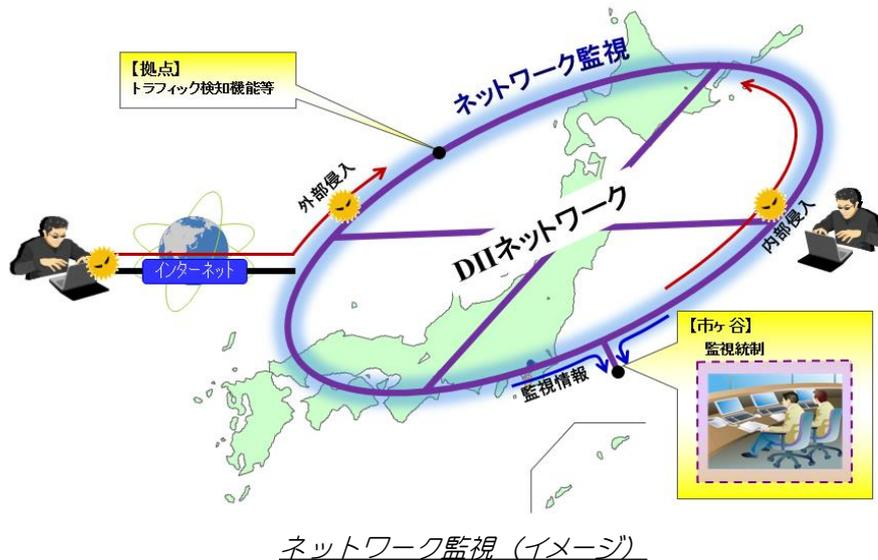 【拠点】
トラフィック検知機能等
ネットワーク監視
外部侵入
インターネット
DIIネットワーク
内部侵入
監視情報
【市ヶ谷】
監視統制
ネットワーク監視（イメージ）